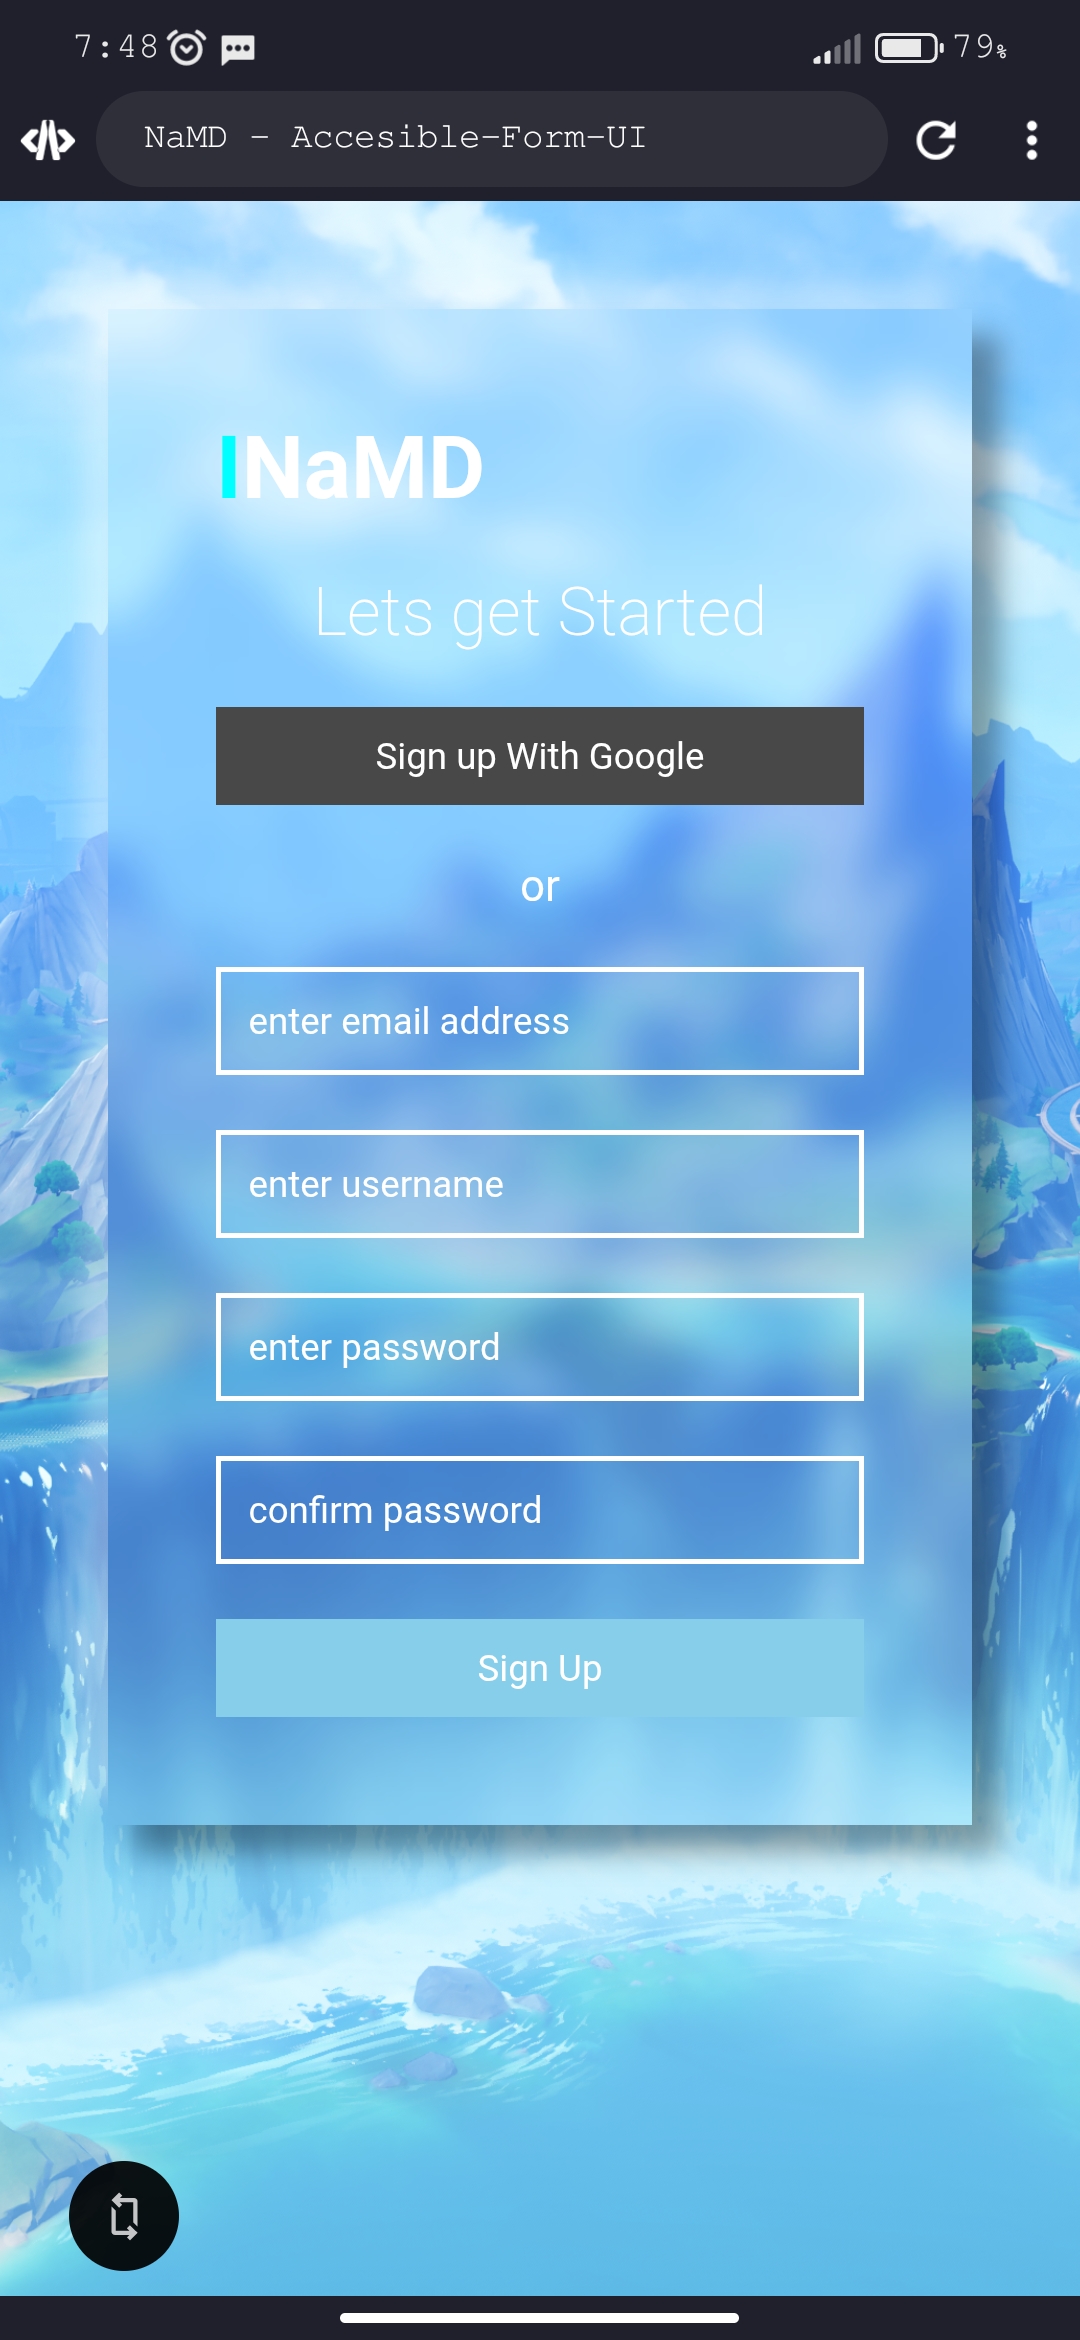 7:48 79%
NaMD - Accesible-Form-UI
INaMD
Lets get Started
Sign up With Google
or
enter email address
enter username
enter password
confirm password
Sign Up